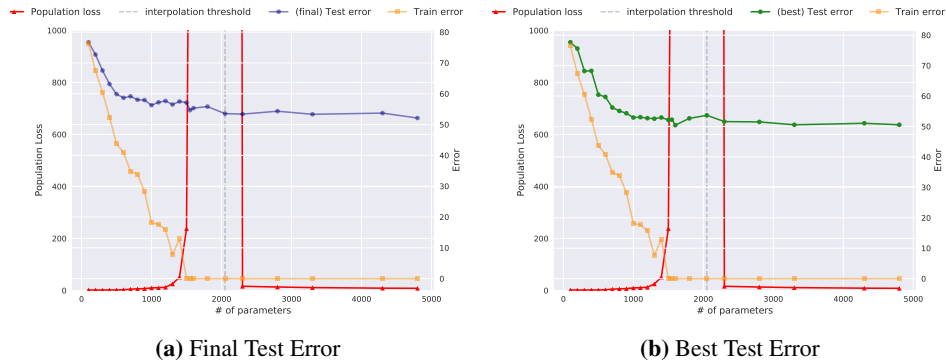 Population loss interpolation threshold (final) Test error Train Error
1000
800
600
400
200
0
Population Loss
80
70
60
50
40
30
20
10
0
Error
0 1000 2000 3000 4000 5000
# of parameters
(a) Final Test Error
Population loss interpolation threshold (best) Test error Train Error
1000
800
600
400
200
0
Population Loss
80
70
60
50
40
30
20
10
0
Error
0 1000 2000 3000 4000 5000
# of parameters
(b) Best Test Error